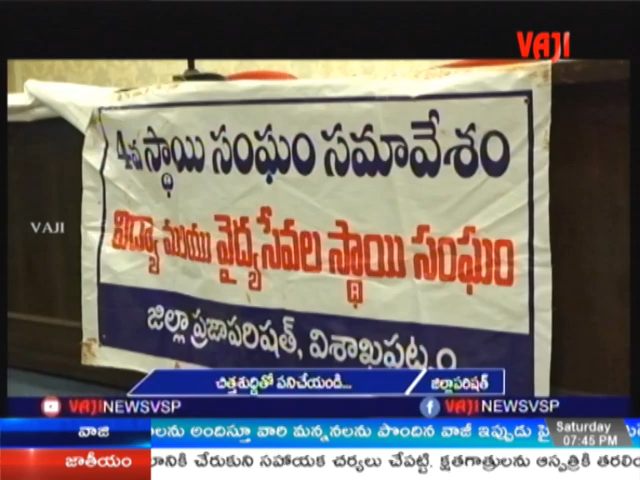 VAJI
4వ స్థాయి సంఘం సమావేశం
VAJI
విద్యా మరియు వైద్యసేవల స్థాయి సంఘం
జిల్లా ప్రజాపరిషత్, విశాఖపట్నం
చిత్తశుద్ధితో పనిచేయండి... జిల్లాపరిషత్
VAJINEWSVSP VAJINEWSVSP
వాజి లను అందిస్తూ వారి మన్ననలను పొందిన వాజీ ఇప్పుడు Saturday
07:45 PM
జాతీయం ానికి చేరుకుని సహాయక చర్యలు చేపట్టి. క్షతగాత్రులను ఆస్పత్రికి తరలిం